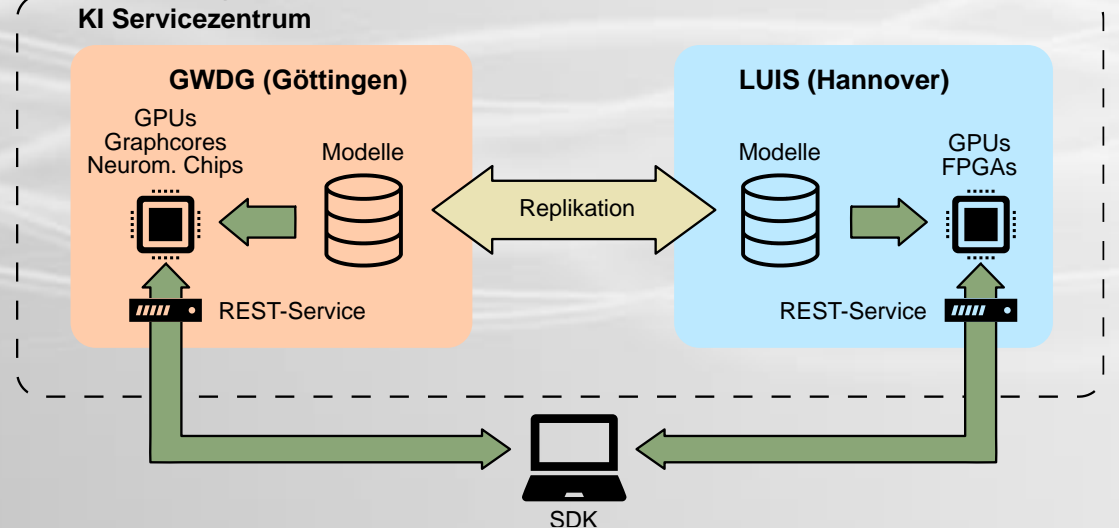 KI Servicezentrum
GWDG (Göttingen)
GPUs
Graphcores
Neurom. Chips
Modelle
REST-Service
Replikation
LUIS (Hannover)
Modelle
GPUs
FPGAs
REST-Service
SDK